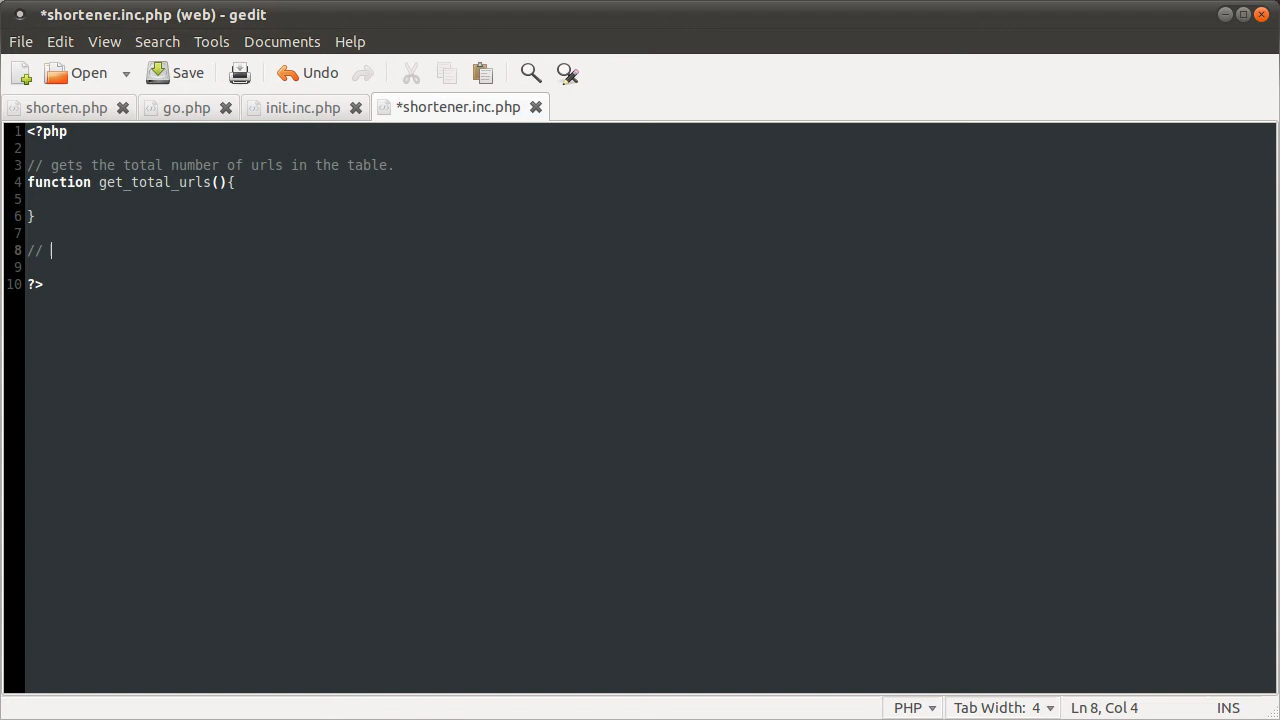 *shortener.inc.php (web) - gedit
File Edit View Search Tools Documents Help
Open Save Undo
shorten.php go.php init.inc.php *shortener.inc.php
1 <?php
2
3 // gets the total number of urls in the table.
4 function get_total_urls(){
5
6 }
7
8 //
9
10 ?>
PHP Tab Width: 4 Ln 8, Col 4 INS